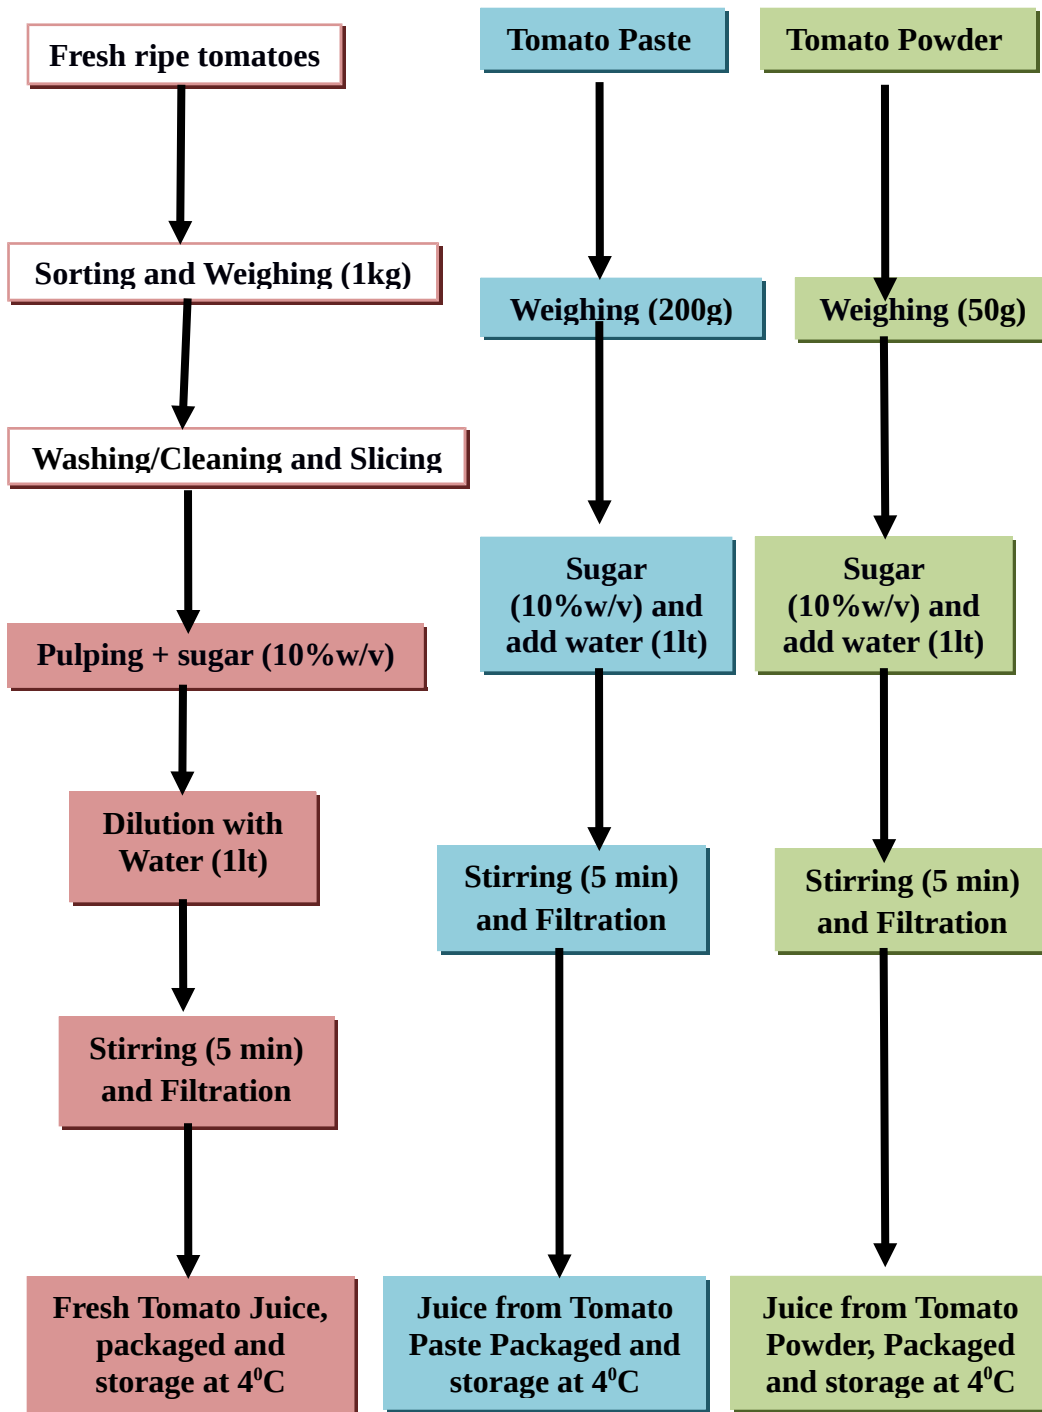 Fresh ripe tomatoes
Sorting and Weighing (1kg)
Washing/Cleaning and Slicing
Pulping + sugar (10%w/v)
Dilution with
Water (1lt)
Stirring (5 min)
and Filtration
Fresh Tomato Juice,
packaged and
storage at 4⁰C
Tomato Paste
Weighing (200g)
Sugar
(10%w/v) and
add water (1lt)
Stirring (5 min)
and Filtration
Juice from Tomato
Paste Packaged and
storage at 4⁰C
Tomato Powder
Weighing (50g)
Sugar
(10%w/v) and
add water (1lt)
Stirring (5 min)
and Filtration
Juice from Tomato
Powder, Packaged
and storage at 4⁰C